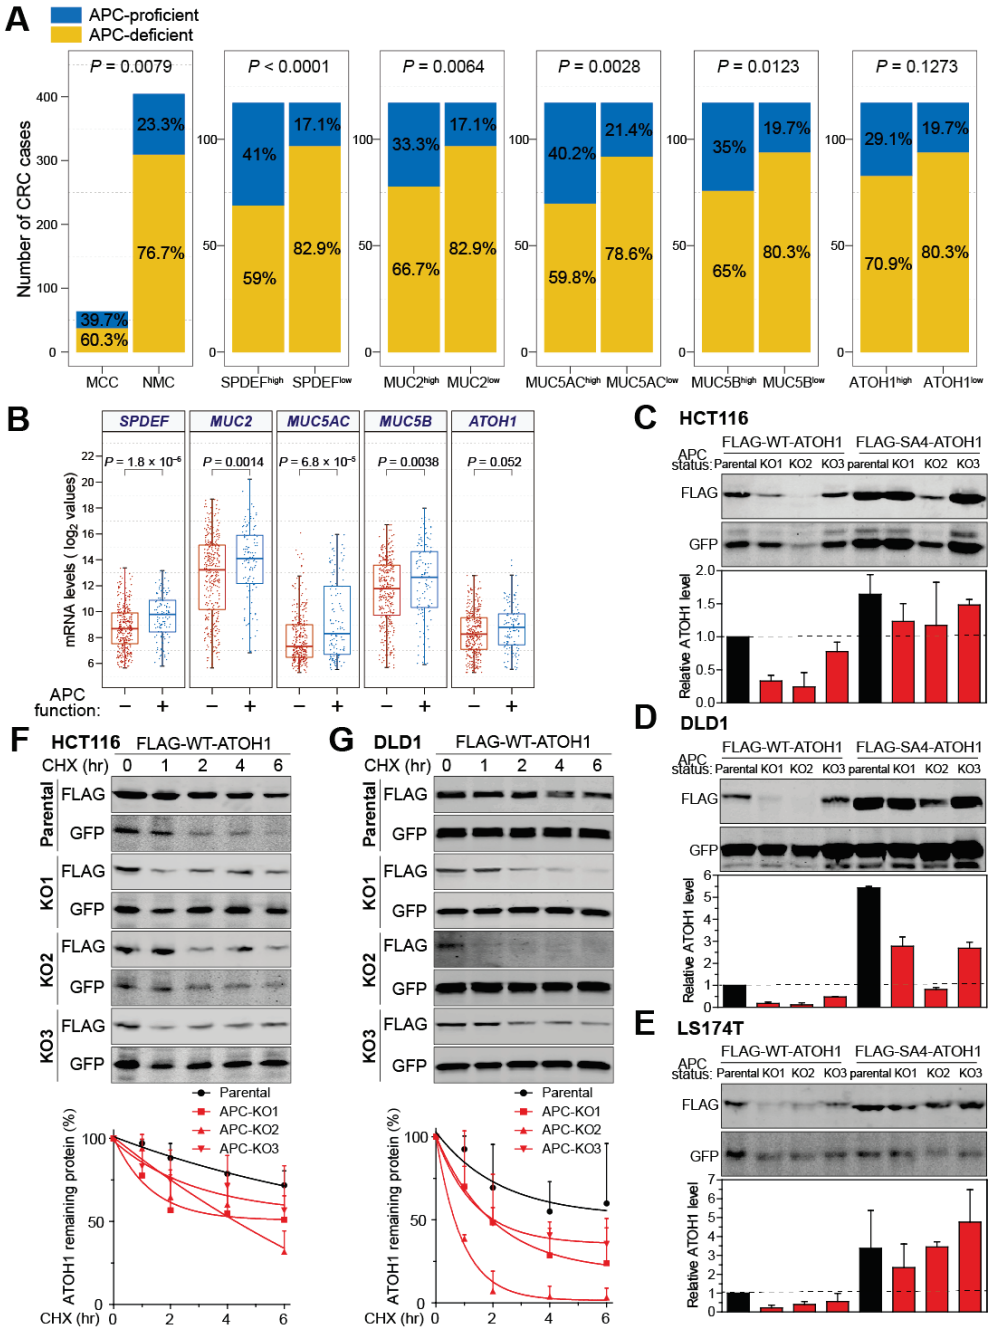 A
APC-proficient
APC-deficient
P = 0.0079
P < 0.0001
P = 0.0064
P = 0.0028
P = 0.0123
P = 0.1273
Number of CRC cases
400
300
200
100
0
23.3%
76.7%
39.7%
60.3%
MCC
NMC
100
50
0
41%
59%
17.1%
82.9%
SPDEFhigh
SPDEFlow
100
50
0
33.3%
66.7%
17.1%
82.9%
MUC2high
MUC2low
100
50
0
40.2%
59.8%
21.4%
78.6%
MUC5AChigh
MUC5AClow
100
50
0
35%
65%
19.7%
80.3%
MUC5Bhigh
MUC5Blow
100
50
0
29.1%
70.9%
19.7%
80.3%
ATOH1high
ATOH1low
B
SPDEF
MUC2
MUC5AC
MUC5B
ATOH1
P = 1.8 x 10⁻⁶
P = 0.0014
P = 6.8 x 10⁻⁵
P = 0.0038
P = 0.052
mRNA levels ( log₂ values)
22
20
18
16
14
12
10
8
6
APC
function:
− + − + − + − + − +
C
HCT116
FLAG-WT-ATOH1
FLAG-SA4-ATOH1
APC
status:
Parental KO1 KO2 KO3 parental KO1 KO2 KO3
FLAG
GFP
Relative ATOH1 level
2.0
1.5
1.0
0.5
0.0
D
DLD1
FLAG-WT-ATOH1
FLAG-SA4-ATOH1
APC
status:
Parental KO1 KO2 KO3 parental KO1 KO2 KO3
FLAG
GFP
Relative ATOH1 level
6
5
4
3
2
1
0
E
LS174T
FLAG-WT-ATOH1
FLAG-SA4-ATOH1
APC
status:
Parental KO1 KO2 KO3 parental KO1 KO2 KO3
FLAG
GFP
Relative ATOH1 level
7
6
5
4
3
2
1
0
F
HCT116
FLAG-WT-ATOH1
CHX (hr) 0 1 2 4 6
Parental
FLAG
GFP
KO1
FLAG
GFP
KO2
FLAG
GFP
KO3
FLAG
GFP
Parental
APC-KO1
APC-KO2
APC-KO3
ATOH1 remaining protein (%)
100
50
0
CHX (hr) 0 2 4 6
G
DLD1
FLAG-WT-ATOH1
CHX (hr) 0 1 2 4 6
Parental
FLAG
GFP
KO1
FLAG
GFP
KO2
FLAG
GFP
KO3
FLAG
GFP
Parental
APC-KO1
APC-KO2
APC-KO3
ATOH1 remaining protein (%)
100
50
0
CHX (hr) 0 2 4 6